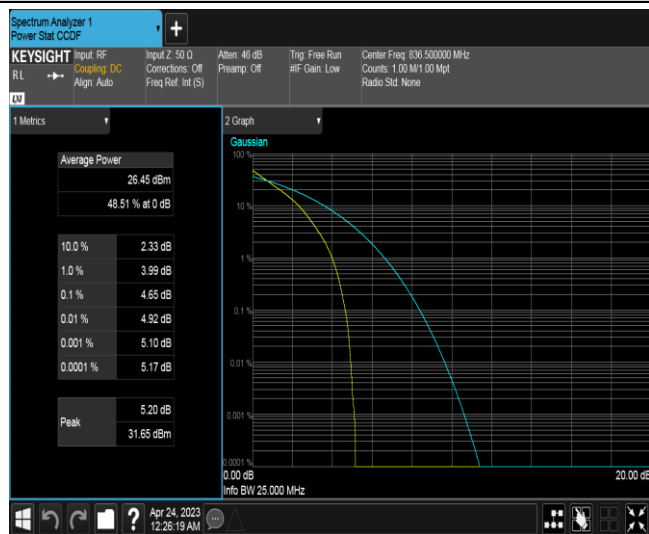 Spectrum Analyzer 1
Power Stat CCDF
+
KEYSIGHT
RL
LXI
Input: RF
Coupling: DC
Align: Auto
Input Z: 50 Ω
Corrections: Off
Freq Ref: Int (S)
Atten: 46 dB
Preamp: Off
Trig: Free Run
#IF Gain: Low
Center Freq: 836.500000 MHz
Counts: 1.00 M/1.00 Mpt
Radio Std: None
1 Metrics
Average Power
26.45 dBm
48.51 % at 0 dB
10.0 % 2.33 dB
1.0 % 3.99 dB
0.1 % 4.65 dB
0.01 % 4.92 dB
0.001 % 5.10 dB
0.0001 % 5.17 dB
Peak 5.20 dB
31.65 dBm
2 Graph
Gaussian
100 %
10 %
1 %
0.1 %
0.01 %
0.001 %
0.0001 %
0.00 dB 20.00 dB
Info BW 25.000 MHz
?
Apr 24, 2023
12:26:19 AM